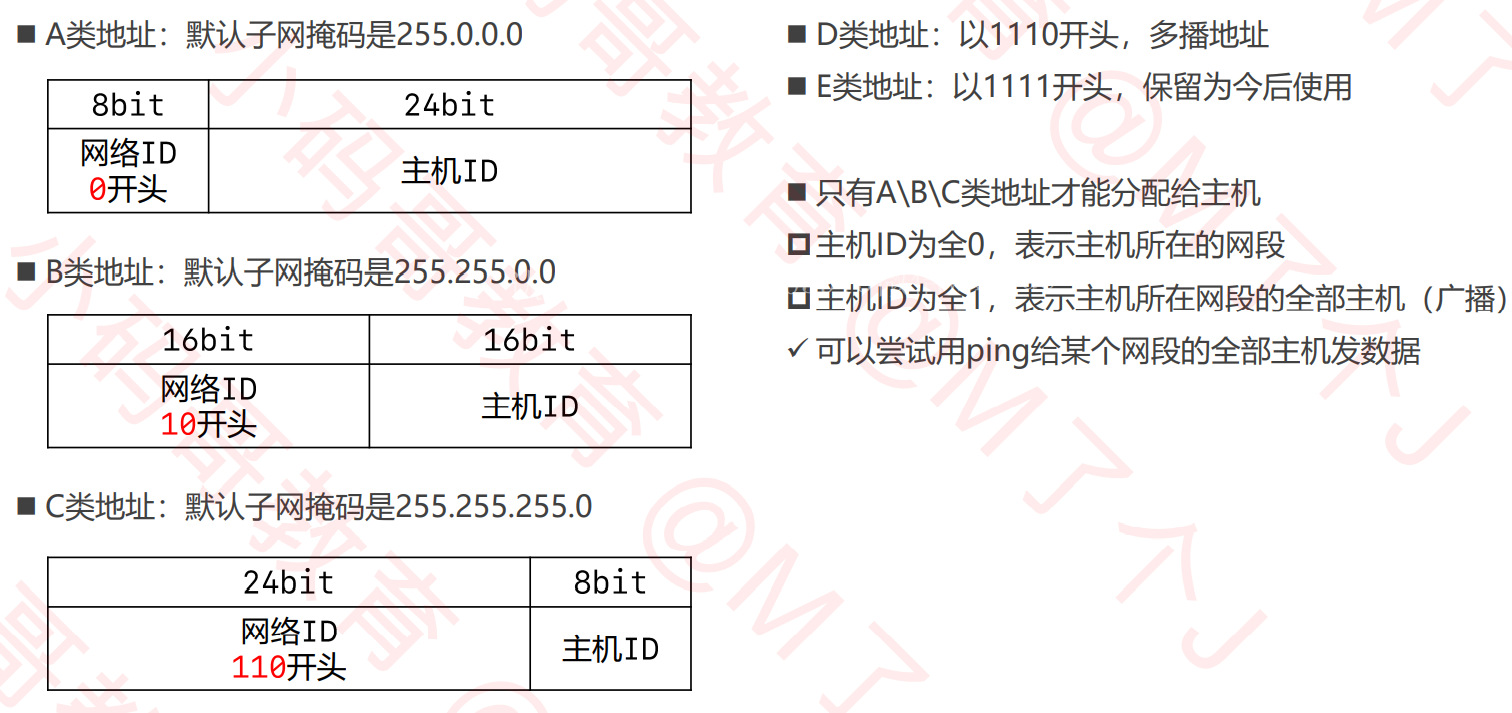 A类地址：默认子网掩码是255.0.0.0
8bit 24bit
网络ID
0开头
主机ID
B类地址：默认子网掩码是255.255.0.0
16bit 16bit
网络ID
10开头
主机ID
C类地址：默认子网掩码是255.255.255.0
24bit 8bit
网络ID
110开头
主机ID
D类地址：以1110开头，多播地址
E类地址：以1111开头，保留为今后使用
只有A\B\C类地址才能分配给主机
主机ID为全0，表示主机所在的网段
主机ID为全1，表示主机所在网段的全部主机（广播）
可以尝试用ping给某个网段的全部主机发数据
小码哥教育 @M了个J
小码哥教育 @M了个J